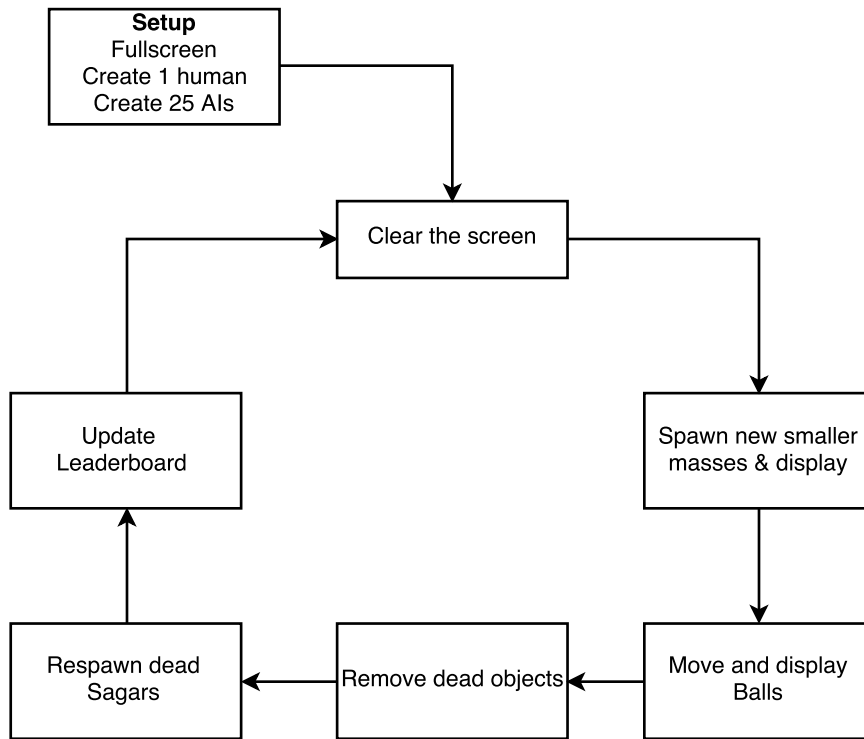 Setup
Fullscreen
Create 1 human
Create 25 AIs
Clear the screen
Spawn new smaller
masses & display
Move and display
Balls
Remove dead objects
Respawn dead
Sagars
Update
Leaderboard